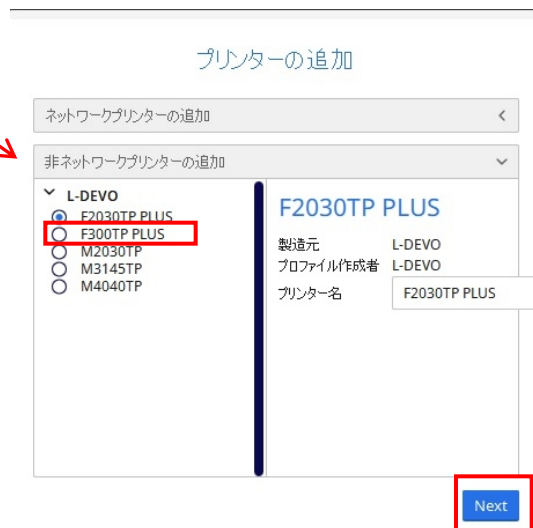 プリンターの追加
ネットワークプリンターの追加
非ネットワークプリンターの追加
L-DEVO
F2030TP PLUS
F300TP PLUS
M2030TP
M3145TP
M4040TP
F2030TP PLUS
製造元 L-DEVO
プロファイル作成者 L-DEVO
プリンター名 F2030TP PLUS
Next